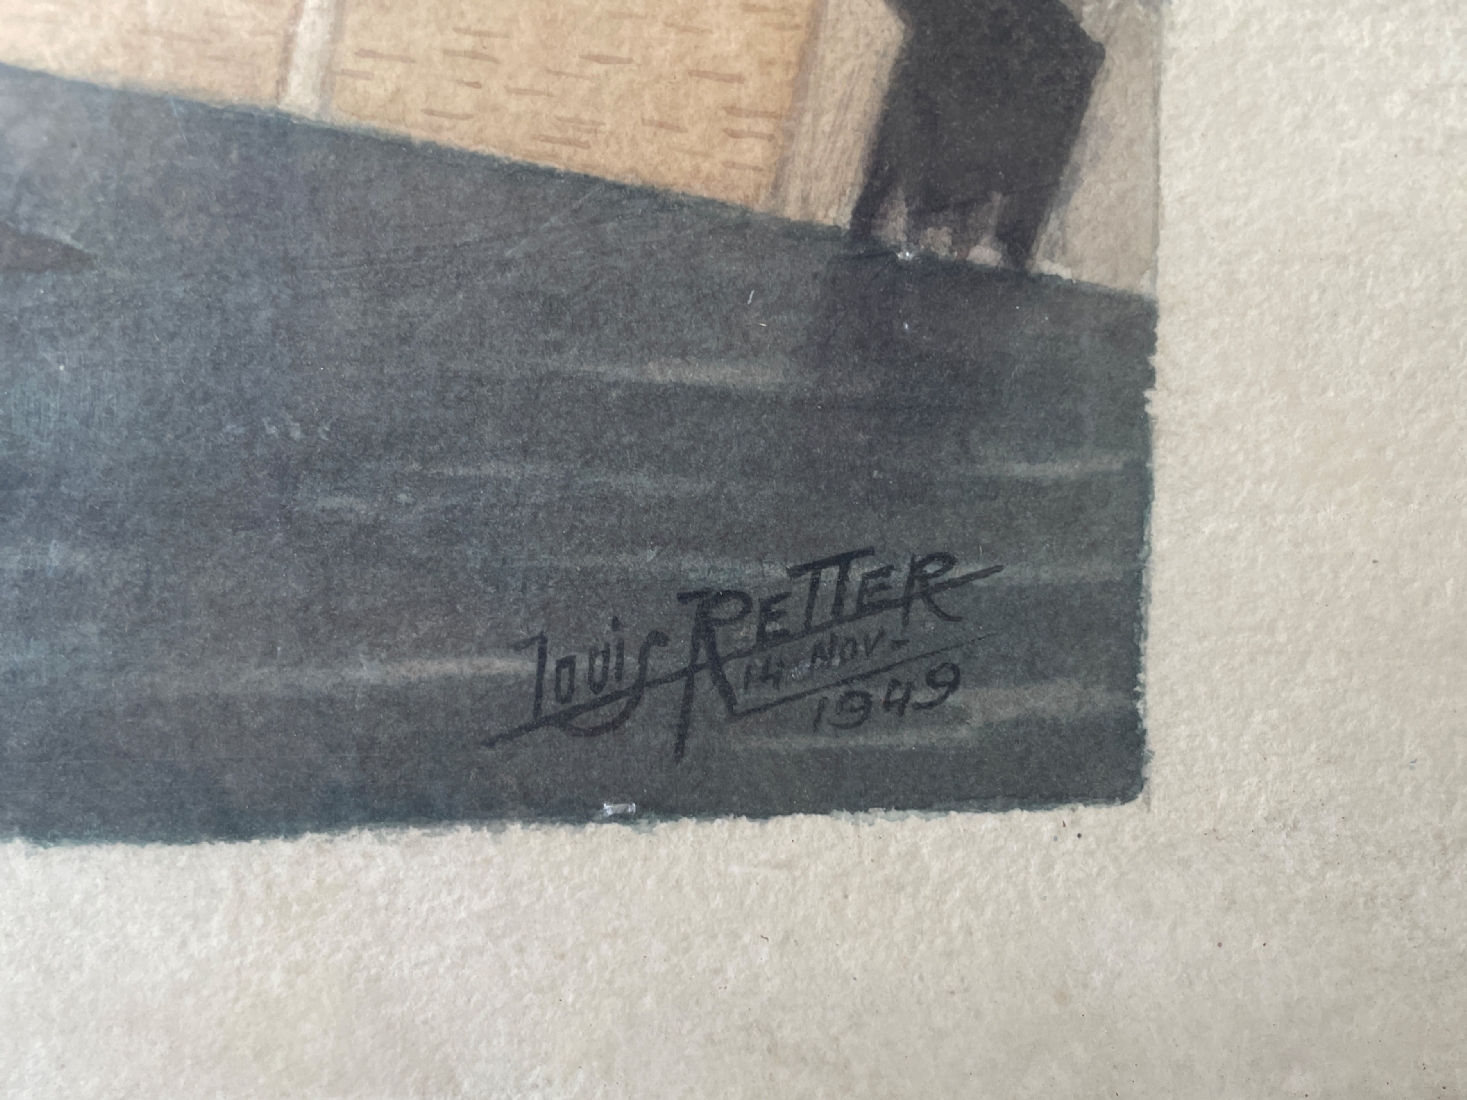 Louis RETTER
14 Nov-
1949